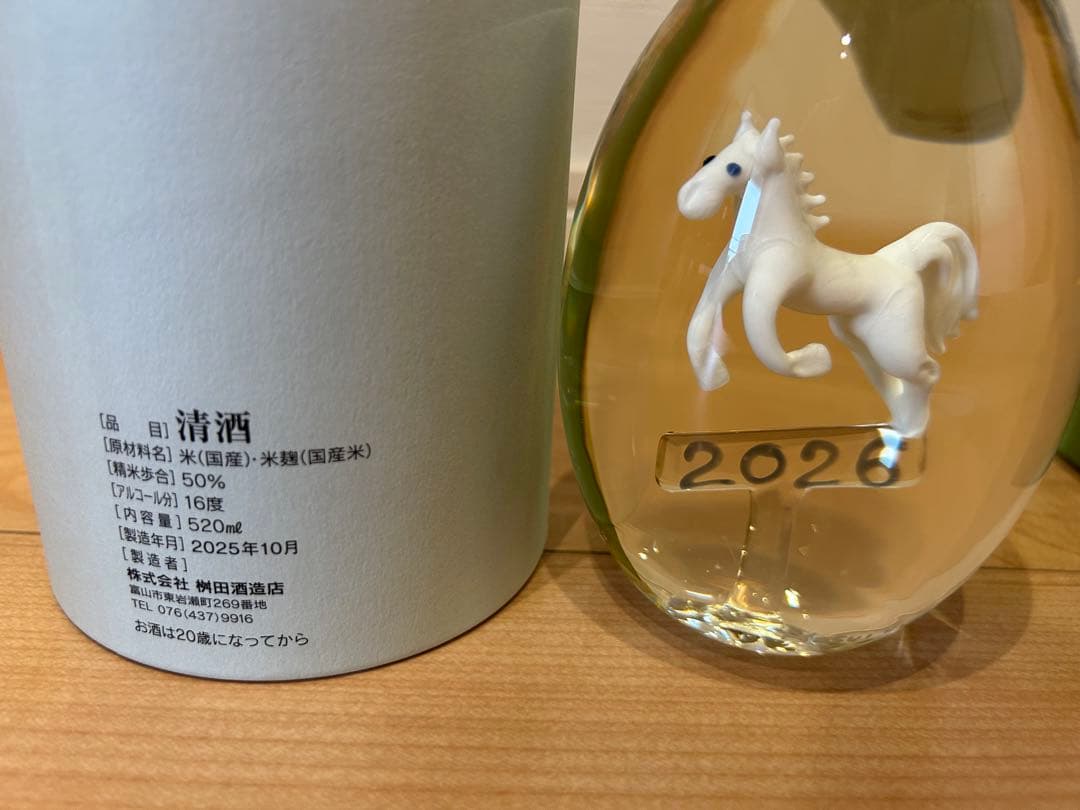 [品　目] 清酒
[原材料名] 米(国産)・米麹(国産米)
[精米歩合] 50%
[アルコール分] 16度
[内容量] 520㎖
[製造年月] 2025年10月
[製造者]
株式会社 桝田酒造店
富山市東岩瀬町269番地
TEL 076(437)9916
お酒は20歳になってから
2026